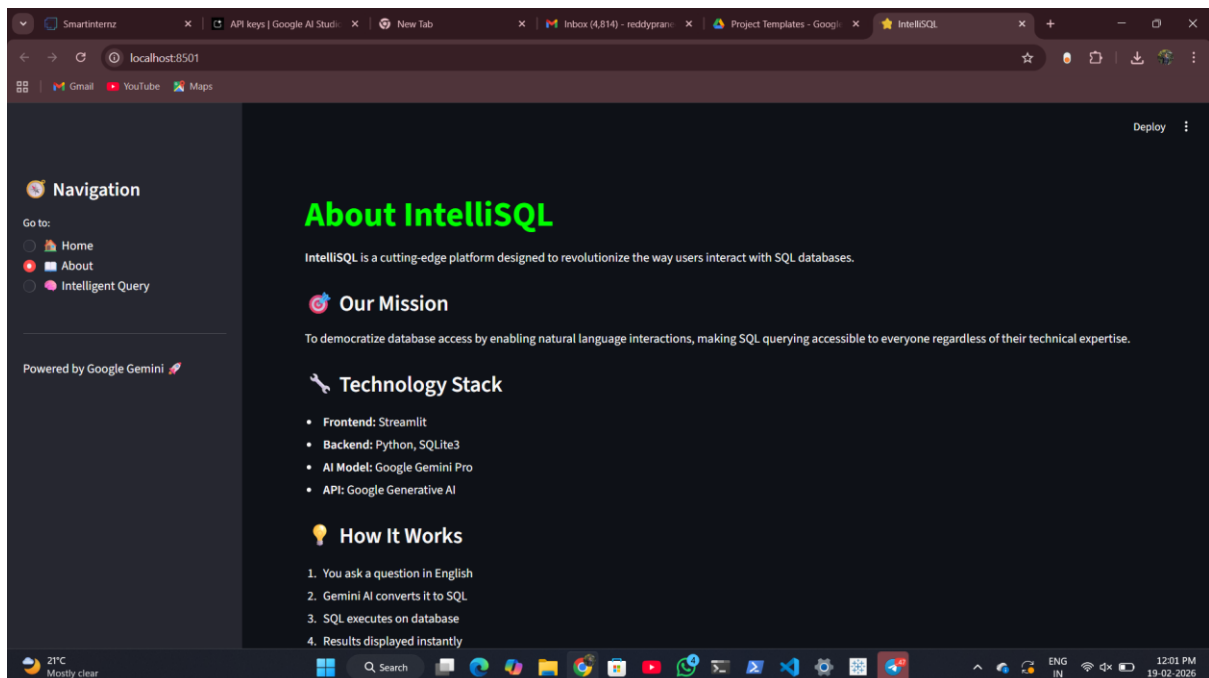 Smartinternz
API keys | Google AI Studio
New Tab
Inbox (4,814) - reddyprane
Project Templates - Google
IntelliSQL
localhost:8501
Gmail
YouTube
Maps
Deploy
Navigation
Go to:
Home
About
Intelligent Query
Powered by Google Gemini
About IntelliSQL
IntelliSQL is a cutting-edge platform designed to revolutionize the way users interact with SQL databases.
Our Mission
To democratize database access by enabling natural language interactions, making SQL querying accessible to everyone regardless of their technical expertise.
Technology Stack
• Frontend: Streamlit
• Backend: Python, SQLite3
• AI Model: Google Gemini Pro
• API: Google Generative AI
How It Works
1. You ask a question in English
2. Gemini AI converts it to SQL
3. SQL executes on database
4. Results displayed instantly
21°C
Mostly clear
Search
ENG
IN
12:01 PM
19-02-2026